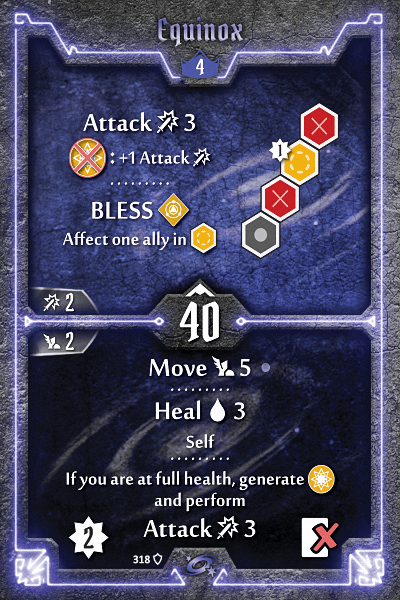 Equinox
4
Attack 3
: +1 Attack
1
BLESS
Affect one ally in
2
40
2
Move 5
Heal 3
Self
If you are at full health, generate
and perform
Attack 3
2
318